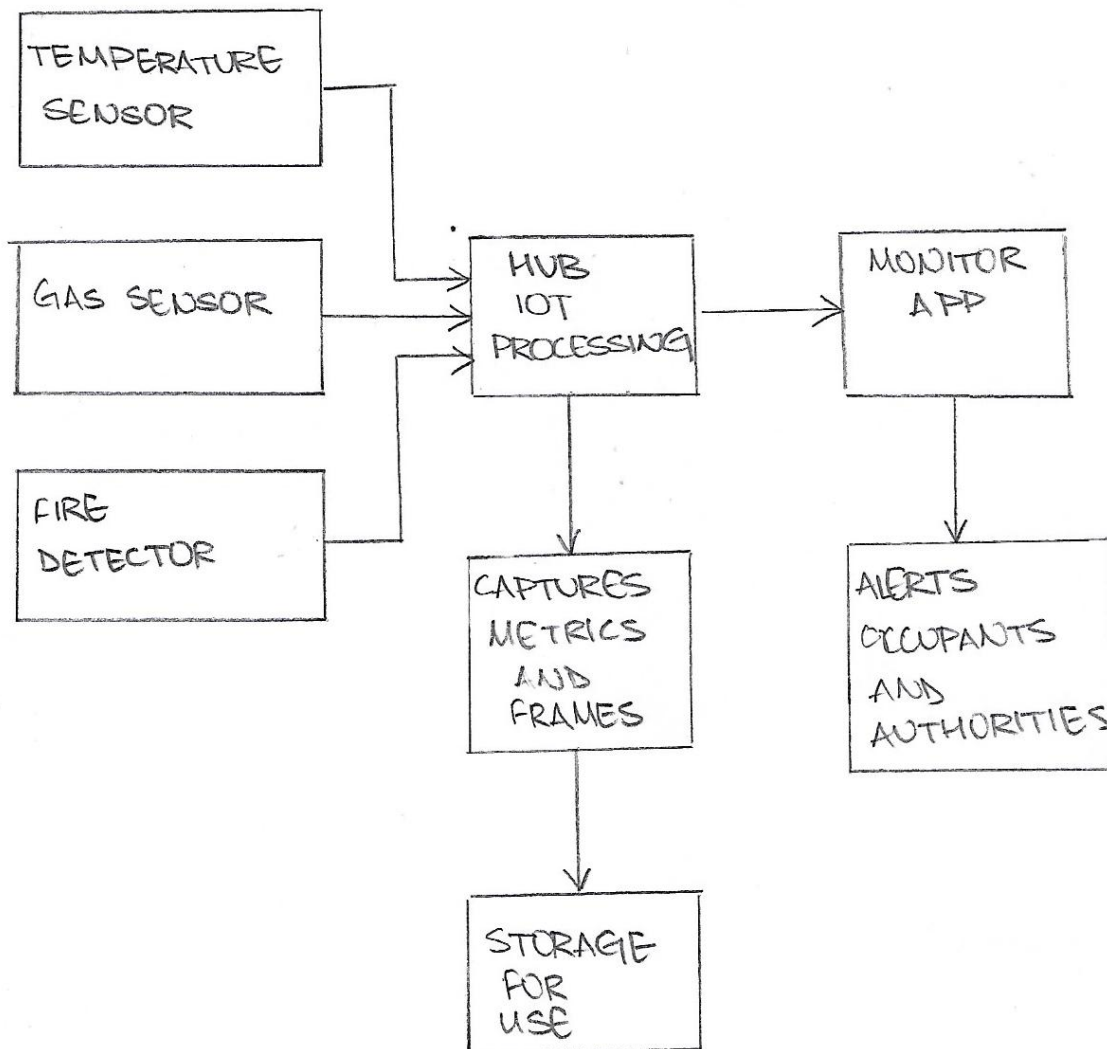 TEMPERATURE
SENSOR
GAS SENSOR
FIRE
DETECTOR
HUB
IOT
PROCESSING
MONITOR
APP
CAPTURES
METRICS
AND
FRAMES
ALERTS
OCCUPANTS
AND
AUTHORITIES
STORAGE
FOR
USE